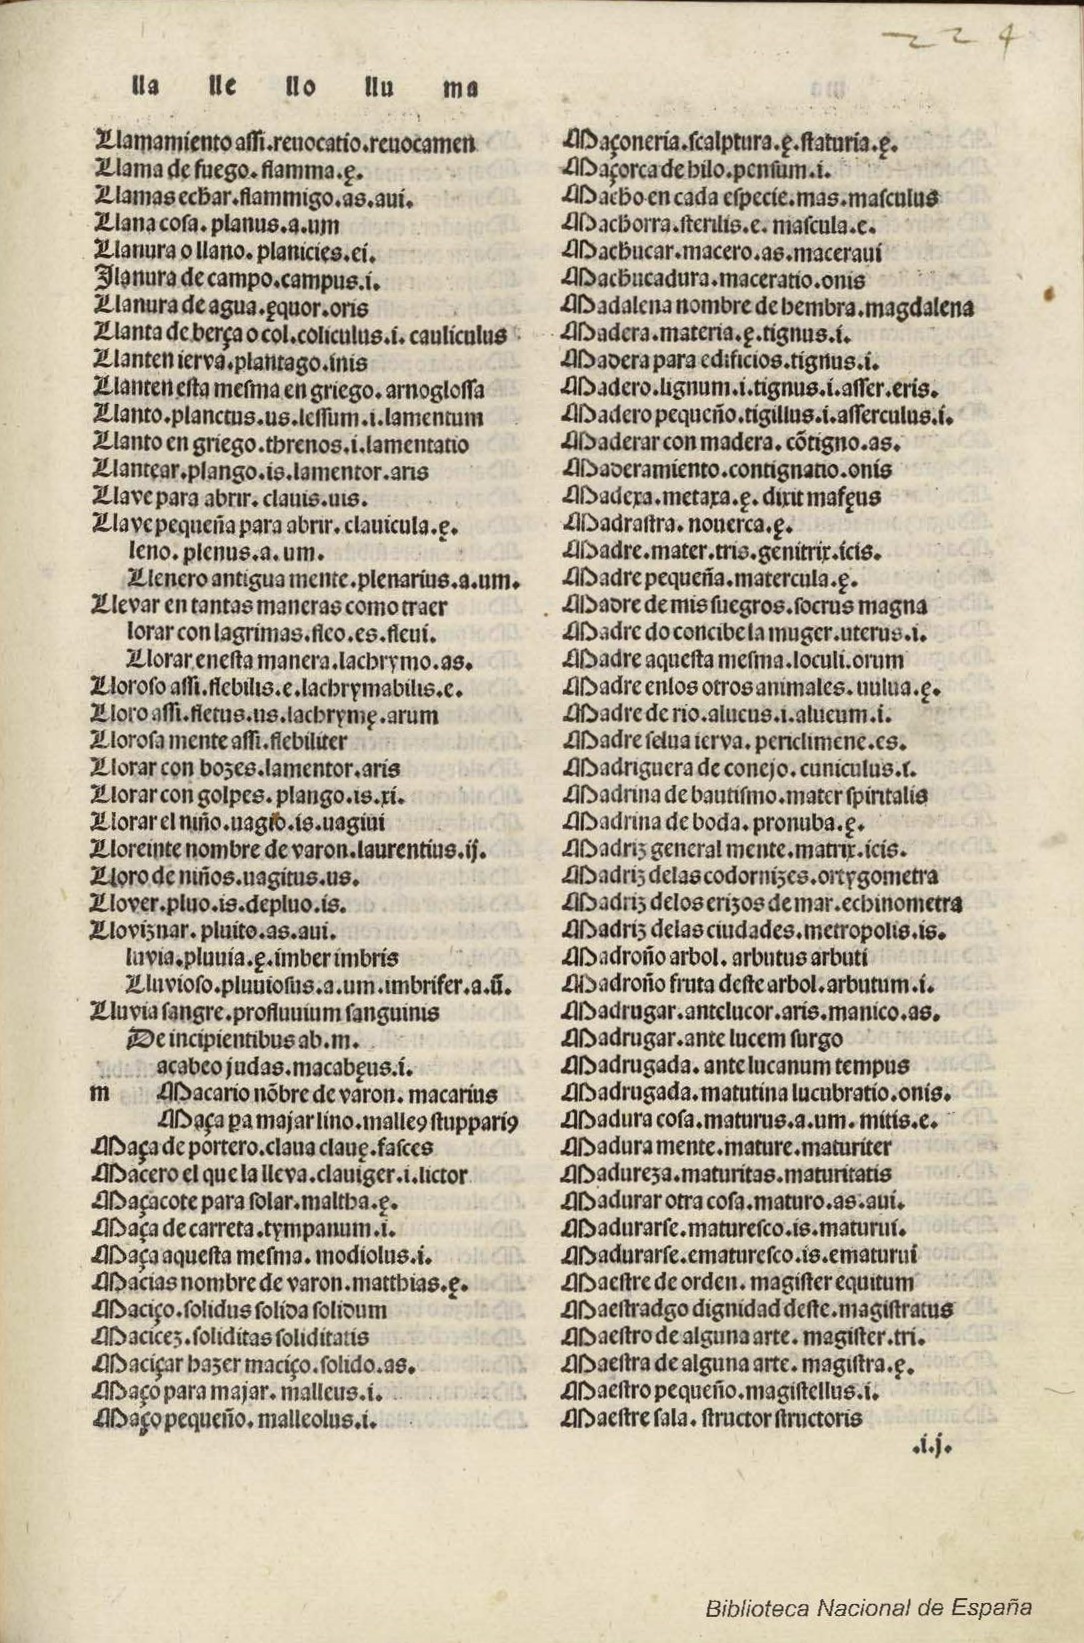 224
lla lle llo llu ma
Llamamiento assi.reuocatio.reuocamen
Llama de fuego.flamma.ę.
Llamas echar.flammigo.as.aui.
Llana cosa.planus.a.um
Llanura o llano.planicies.ei.
Llanura de campo.campus.i.
Llanura de agua.ęquor.oris
Llanta de berça o col.coliculus.i.cauliculus
Llanten ierva.plantago.inis
Llanten esta mesma en griego.arnoglossa
Llanto.planctus.us.lessum.i.lamentum
Llanto en griego.threnos.i.lamentatio
Llantear.plango.is.lamentor.aris
Llave para abrir.clauis.uis.
Llave pequeña para abrir.clauicula.ę.
leno.plenus.a.um.
Llenero antigua mente.plenarius.a.um.
Llevar en tantas maneras como traer
lorar con lagrimas.fleo.es.fleui.
Llorar enesta manera.lachrymo.as.
Lloroso assi.flebilis.e.lachrymabilis.e.
Lloro assi.fletus.us.lachrymę.arum
Llorosa mente assi.flebiliter
Llorar con bozes.lamentor.aris
Llorar con golpes.plango.is.xi.
Llorar el niño.uagio.is.uagiui
Lloreinte nombre de varon.laurentius.ij.
Lloro de niños.uagitus.us.
Llover.pluo.is.depluo.is.
Lloviznar.pluito.as.aui.
luvia.pluuia.ę.imber imbris
Lluvioso.pluuiosus.a.um.imbrifer.a.ũ.
Lluvia sangre.profluuium sanguinis
De incipientibus ab.m.
acabeo judas.macabęus.i.
m Macario nõbre de varon.macarius
Maça pa majar lino.malleꝰ stuppariꝰ
Maça de portero.claua clauę.fasces
Macero el que la lleva.clauiger.i.lictor
Maçacote para solar.maltha.ę.
Maça de carreta.tympanum.i.
Maça aquesta mesma.modiolus.i.
Macias nombre de varon.matthias.ę.
Maciço.solidus solida solidum
Macicez.soliditas soliditatis
Maciçar hazer maciço.solido.as.
Maço para majar.malleus.i.
Maço pequeño.malleolus.i.
Maçoneria.scalptura.ę.staturia.ę.
Maçorca de hilo.pensum.i.
Macho en cada especie.mas.masculus
Machorra.sterilis.e.mascula.e.
Machucar.macero.as.maceraui
Machucadura.maceratio.onis
Madalena nombre de hembra.magdalena
Madera.materia.ę.tignus.i.
Madera para edificios.tignus.i.
Madero.lignum.i.tignus.i.asser.eris.
Madero pequeño.tigillus.i.asserculus.i.
Maderar con madera.cõtigno.as.
Maderamiento.contignatio.onis
Madexa.metaxa.ę.dixit mafęus
Madrastra.nouerca.ę.
Madre.mater.tris.genitrix.icis.
Madre pequeña.matercula.ę.
Madre de mis suegros.socrus magna
Madre do concibe la muger.uterus.i.
Madre aquesta mesma.loculi.orum
Madre enlos otros animales.uulua.ę.
Madre de rio.alueus.i.alueum.i.
Madre selua ierva.periclimene.es.
Madriguera de conejo.cuniculus.i.
Madrina de bautismo.mater spiritalis
Madrina de boda.pronuba.ę.
Madriz general mente.matrix.icis.
Madriz delas codornizes.ortygometra
Madriz delos erizos de mar.echinometra
Madriz delas ciudades.metropolis.is.
Madroño arbol.arbutus arbuti
Madroño fruta deste arbol.arbutum.i.
Madrugar.antelucor.aris.manico.as.
Madrugar.ante lucem surgo
Madrugada.ante lucanum tempus
Madrugada.matutina lucubratio.onis.
Madura cosa.maturus.a.um.mitis.e.
Madura mente.mature.maturiter
Madureza.maturitas.maturitatis
Madurar otra cosa.maturo.as.aui.
Madurarse.maturesco.is.maturui.
Madurarse.ematuresco.is.ematurui
Maestre de orden.magister equitum
Maestradgo dignidad deste.magistratus
Maestro de alguna arte.magister.tri.
Maestra de alguna arte.magistra.ę.
Maestro pequeño.magistellus.i.
Maestre sala.structor structoris
.i.j.
Biblioteca Nacional de España